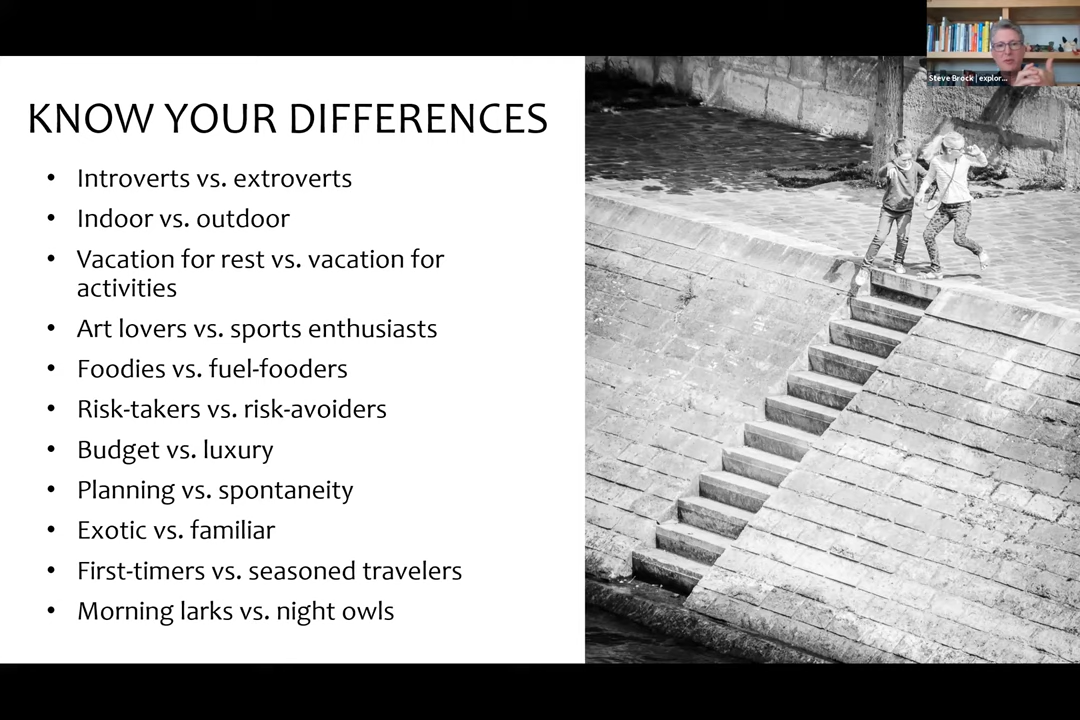 Steve Brock | explor...
KNOW YOUR DIFFERENCES
• Introverts vs. extroverts
• Indoor vs. outdoor
• Vacation for rest vs. vacation for
activities
• Art lovers vs. sports enthusiasts
• Foodies vs. fuel-fooders
• Risk-takers vs. risk-avoiders
• Budget vs. luxury
• Planning vs. spontaneity
• Exotic vs. familiar
• First-timers vs. seasoned travelers
• Morning larks vs. night owls